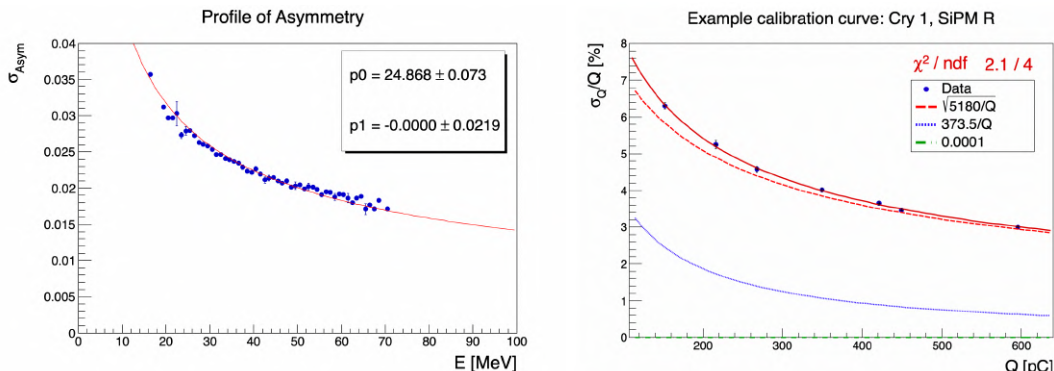 Profile of Asymmetry
σAsym
0.04
0.035
0.03
0.025
0.02
0.015
0.01
0.005
0
p0 = 24.868 ± 0.073
p1 = -0.0000 ± 0.0219
0 10 20 30 40 50 60 70 80 90 100
E [MeV]
Example calibration curve: Cry 1, SiPM R
σQ/Q [%]
8
7
6
5
4
3
2
1
0
χ² / ndf 2.1 / 4
Data
√5180/Q
373.5/Q
0.0001
200 300 400 500 600
Q [pC]